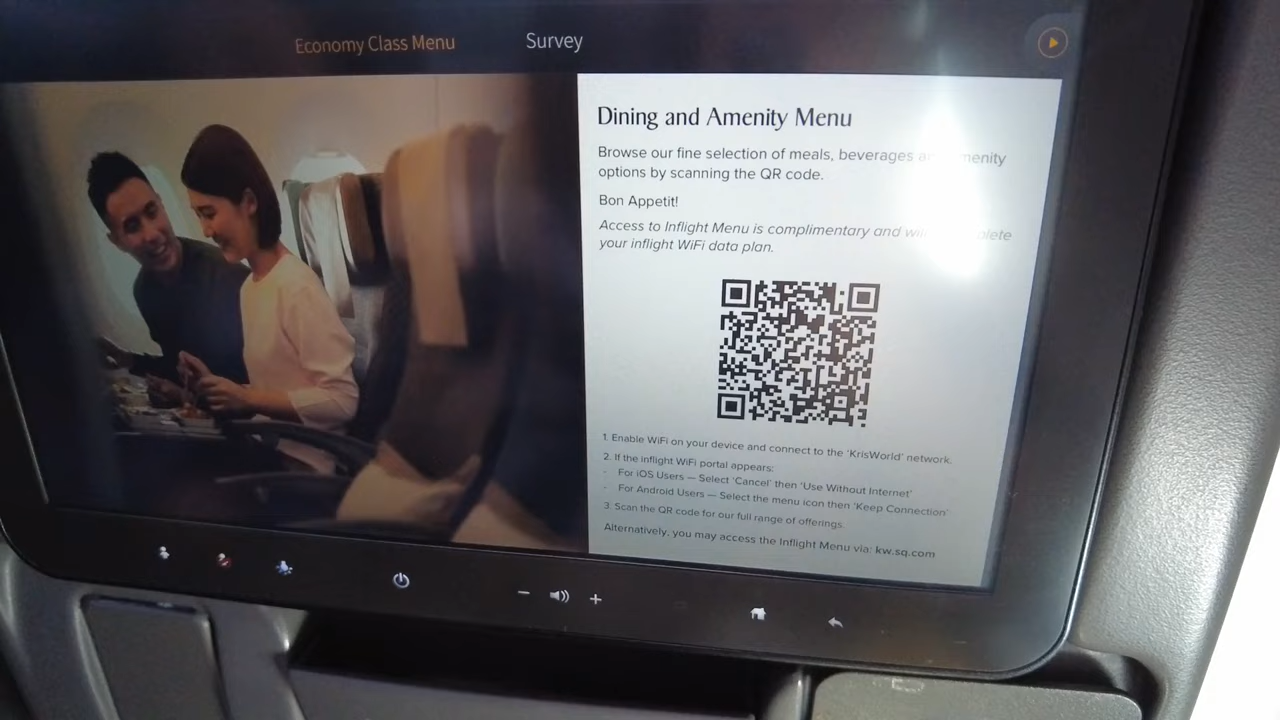 Economy Class Menu
Survey
Dining and Amenity Menu
Browse our fine selection of meals, beverages
options by scanning the QR code.
Bon Appetit!
Access to Inflight Menu is complimentary and
your inflight WiFi data plan.
1. Enable WiFi on your device and connect to the 'KrisWorld' network.
2. If the inflight WiFi portal appears:
- For iOS Users — Select 'Cancel' then 'Use Without Internet'
- For Android Users — Select the menu icon then 'Keep Connection'
3. Scan the QR code for our full range of offerings.
Alternatively, you may access the Inflight Menu via: kw.sq.com